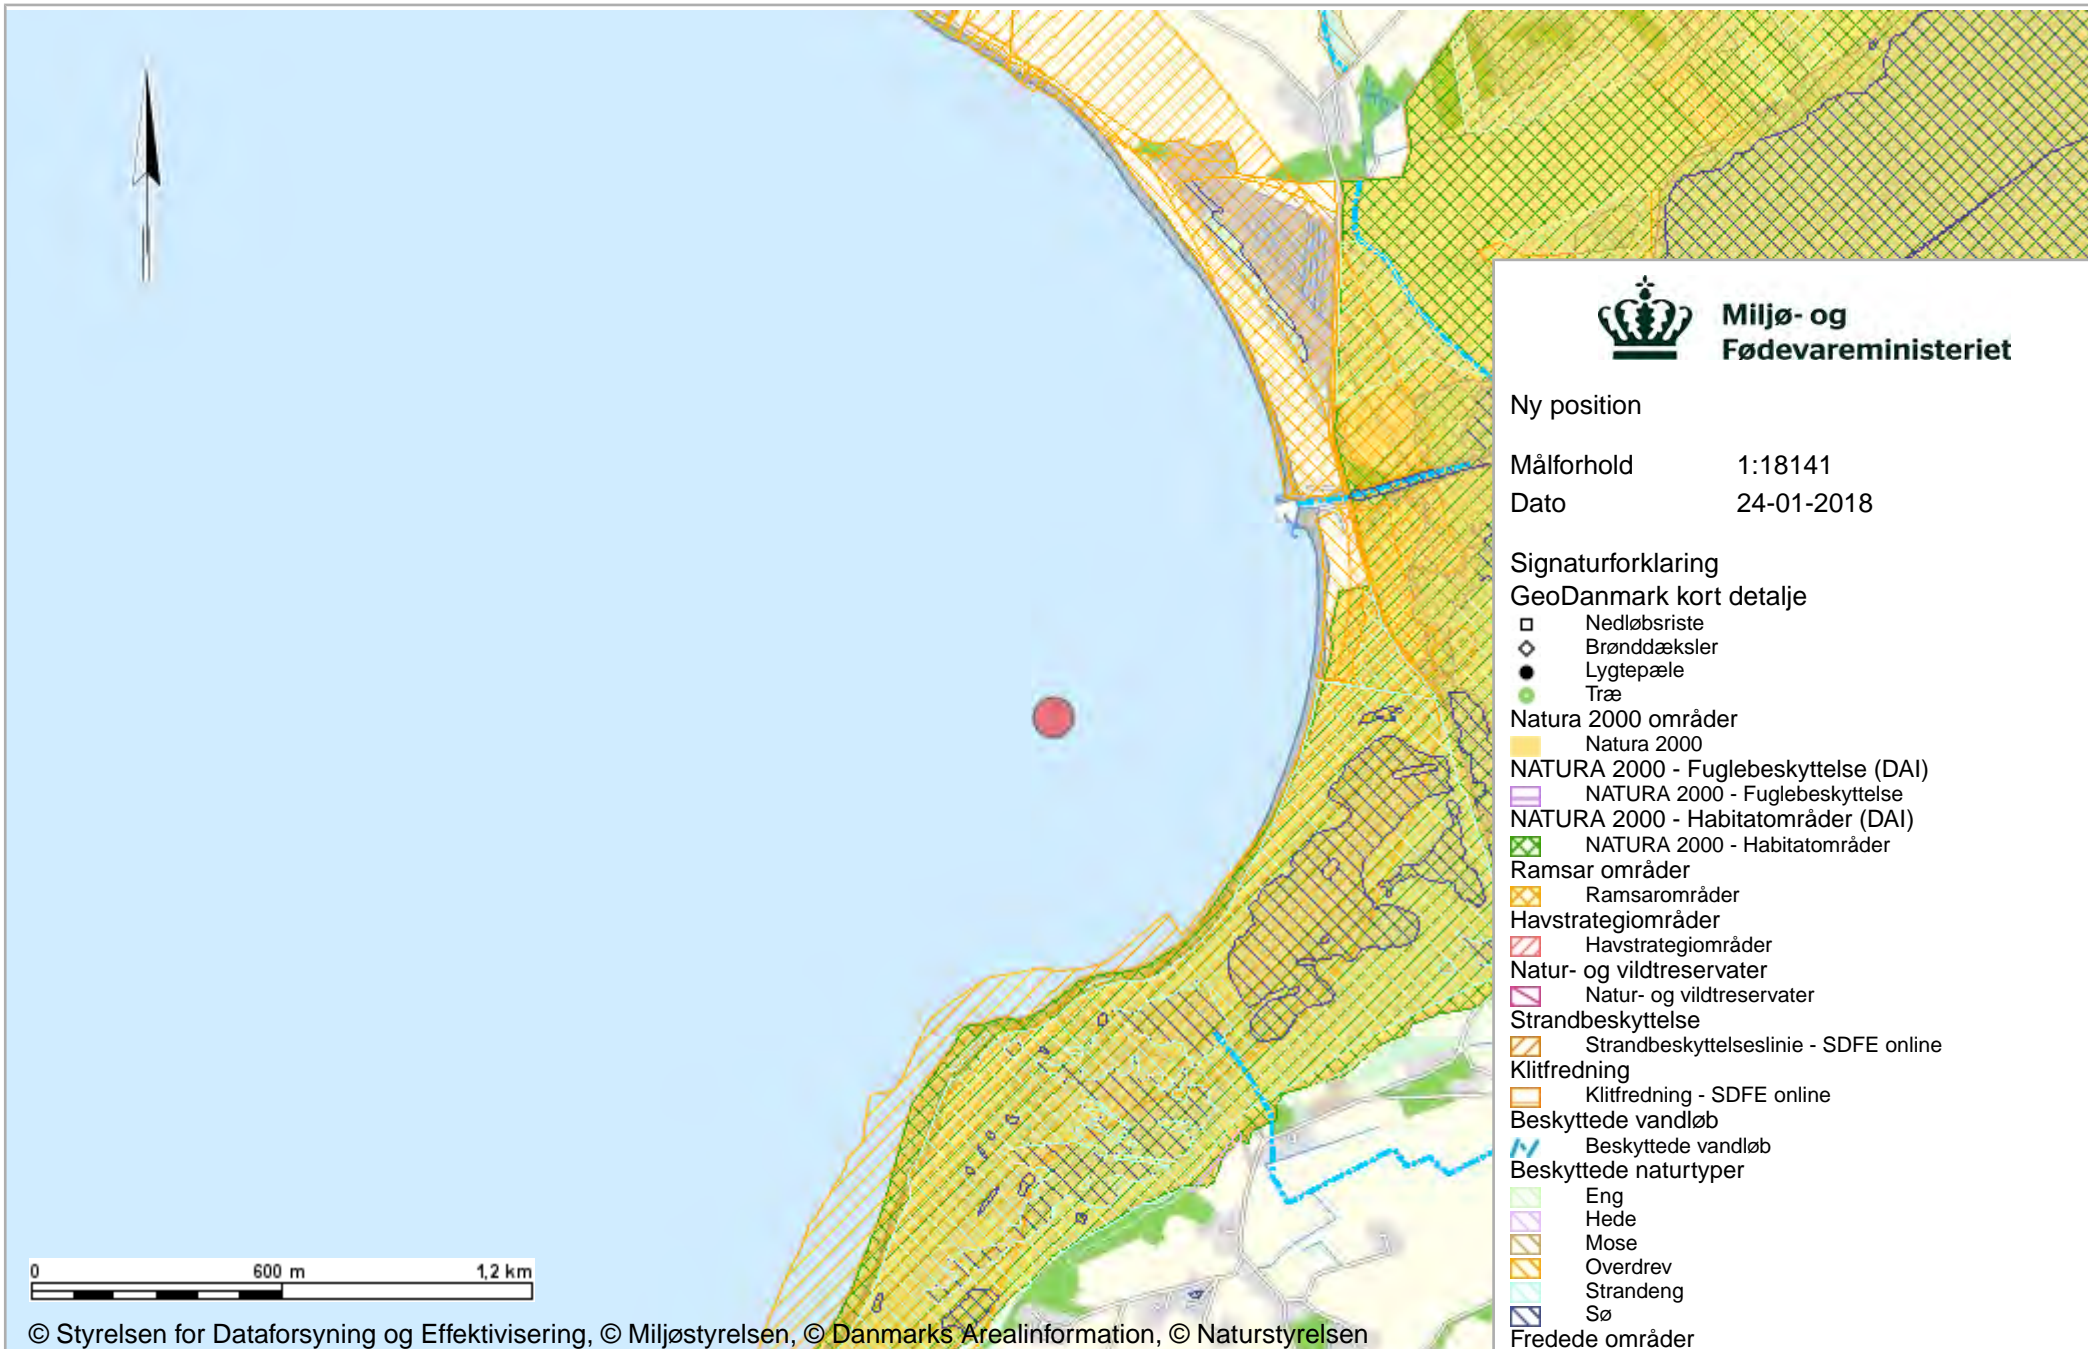 Miljø- og
Fødevareministeriet
Ny position
Målforhold 1:18141
Dato 24-01-2018
Signaturforklaring
GeoDanmark kort detalje
Nedløbsriste
Brønddæksler
Lygtepæle
Træ
Natura 2000 områder
Natura 2000
NATURA 2000 - Fuglebeskyttelse (DAI)
NATURA 2000 - Fuglebeskyttelse
NATURA 2000 - Habitatområder (DAI)
NATURA 2000 - Habitatområder
Ramsar områder
Ramsarområder
Havstrategiområder
Havstrategiområder
Natur- og vildtreservater
Natur- og vildtreservater
Strandbeskyttelse
Strandbeskyttelseslinie - SDFE online
Klitfredning
Klitfredning - SDFE online
Beskyttede vandløb
Beskyttede vandløb
Beskyttede naturtyper
Eng
Hede
Mose
Overdrev
Strandeng
Sø
Fredede områder
0 600 m 1,2 km
© Styrelsen for Dataforsyning og Effektivisering, © Miljøstyrelsen, © Danmarks Arealinformation, © Naturstyrelsen